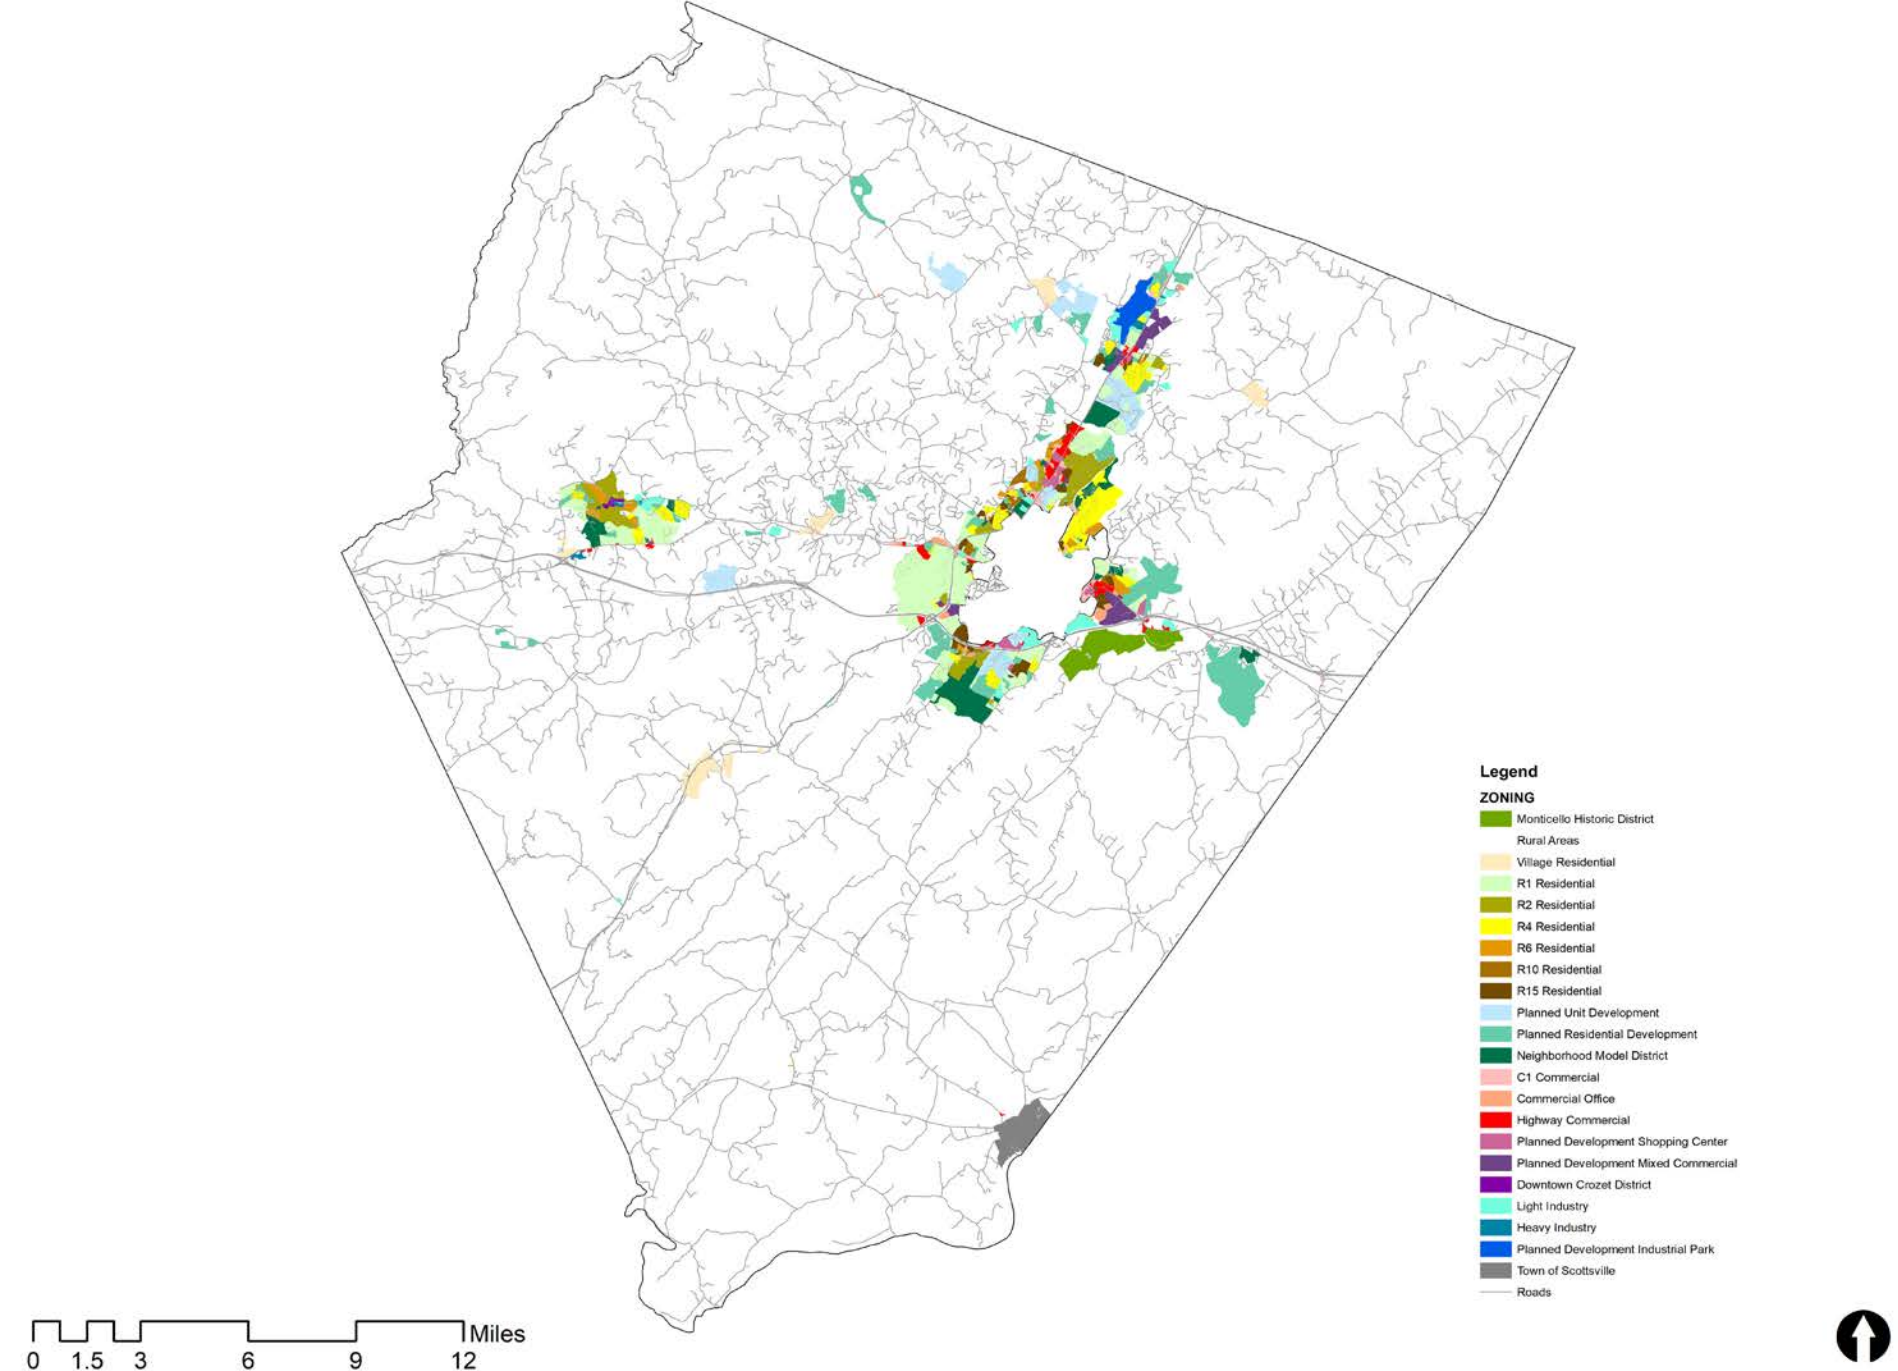 Legend
ZONING
Monticello Historic District
Rural Areas
Village Residential
R1 Residential
R2 Residential
R4 Residential
R6 Residential
R10 Residential
R15 Residential
Planned Unit Development
Planned Residential Development
Neighborhood Model District
C1 Commercial
Commercial Office
Highway Commercial
Planned Development Shopping Center
Planned Development Mixed Commercial
Downtown Crozet District
Light Industry
Heavy Industry
Planned Development Industrial Park
Town of Scottsville
Roads
Miles
0 1.5 3 6 9 12